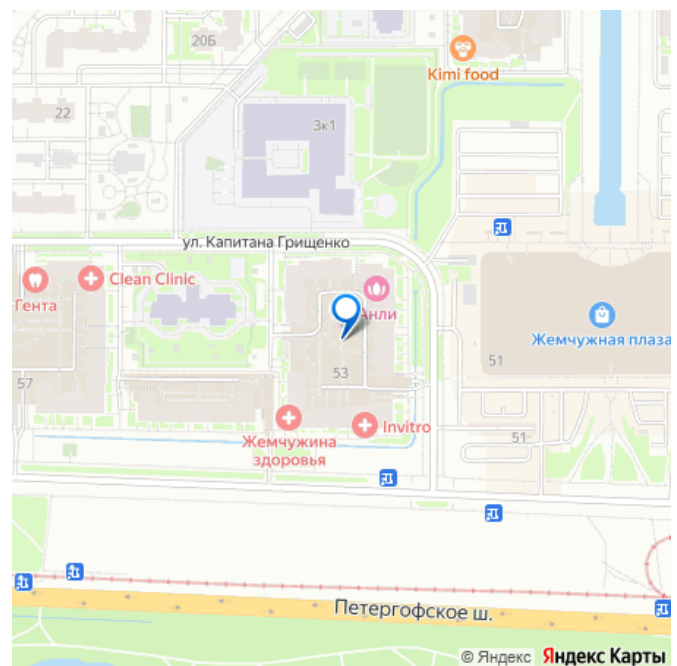 20Б
Kimi food
22
3к1
ул. Капитана Грищенко
Clean Clinic
Гента
Анли
Жемчужная плаза
51
53
57
Invitro
Жемчужина
здоровья
51
Петергофское ш.
© Яндекс Яндекс Карты